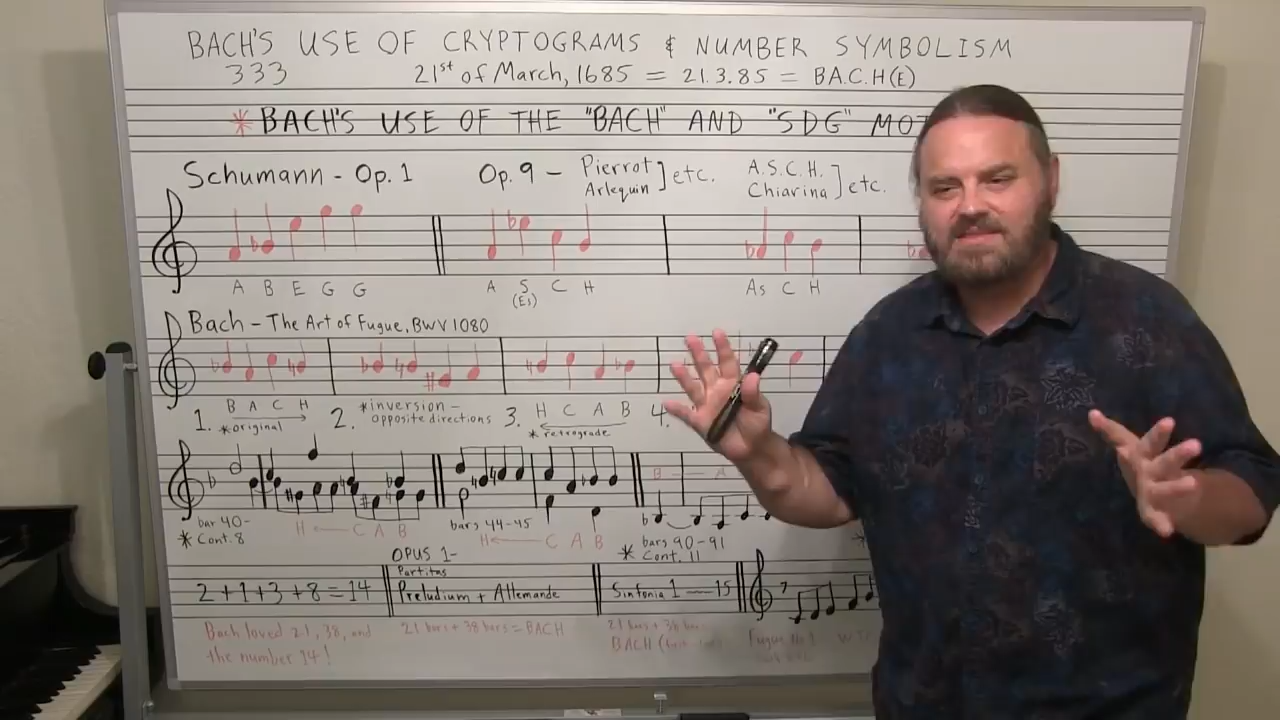 BACH'S USE OF CRYPTOGRAMS & NUMBER SYMBOLISM
333 21st of March, 1685 = 21.3.85 = B.A.C.H(E)
*BACH'S USE OF THE "BACH" AND "SDG" MOT
Schumann - Op. 1 Op. 9 - Pierrot Arlequin ] etc. A.S.C.H. Chiarina ] etc.
A B E G G A S (Es) C H As C H
Bach - The Art of Fugue, BWV 1080
1. B A C H *original 2. *inversion - opposite directions 3. H C A B *retrograde 4.
B A
bar 40- * Cont. 8 H C A B bars 44-45 H C A B * bars 90-91 Cont. 11
2+1+3+8=14 OPUS 1- Partitas Preludium + Allemande Sinfonia 1 — 15
Bach loved 21, 38, and the number 14! 21 bars + 38 bars = BACH 21 bars + 38 BACH Fugue No 1